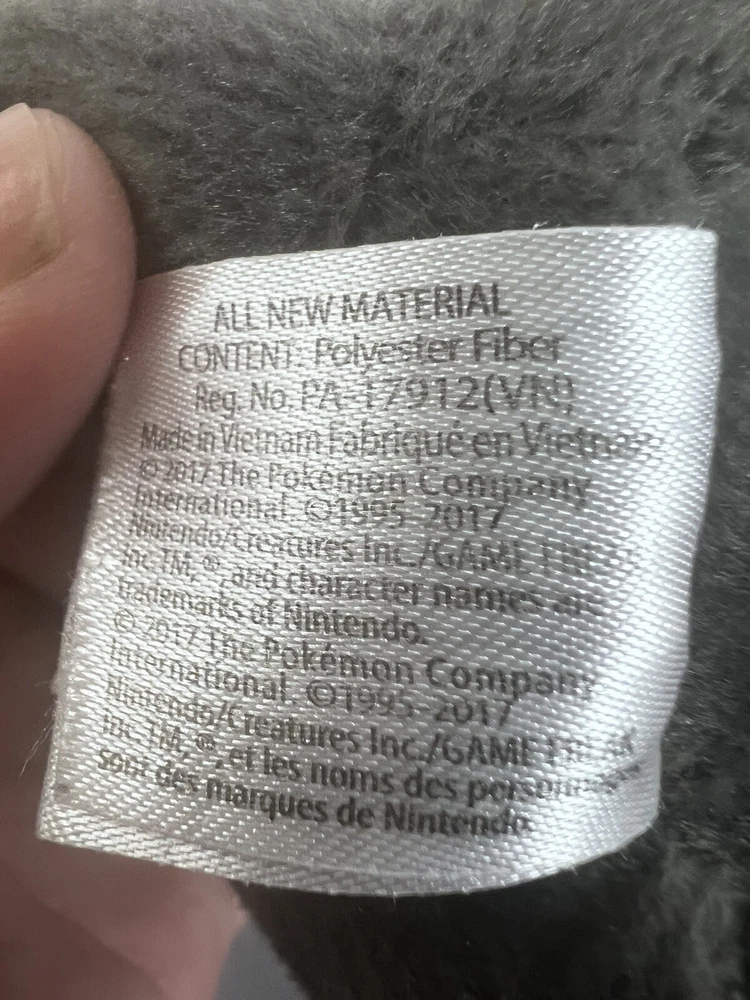 ALL NEW MATERIAL
CONTENT: Polyester Fiber
Reg. No. PA-17912(VN)
Made in Vietnam Fabriqué en Vietnam
© 2017 The Pokémon Company
International. ©1995-2017
Nintendo/Creatures Inc./GAME FREAK
inc. TM, ®, and character names are
trademarks of Nintendo.
© 2017 The Pokémon Company
International. ©1995-2017
Nintendo/Creatures Inc./GAME FREAK
inc. TM, ®, et les noms des personnages
sont des marques de Nintendo.